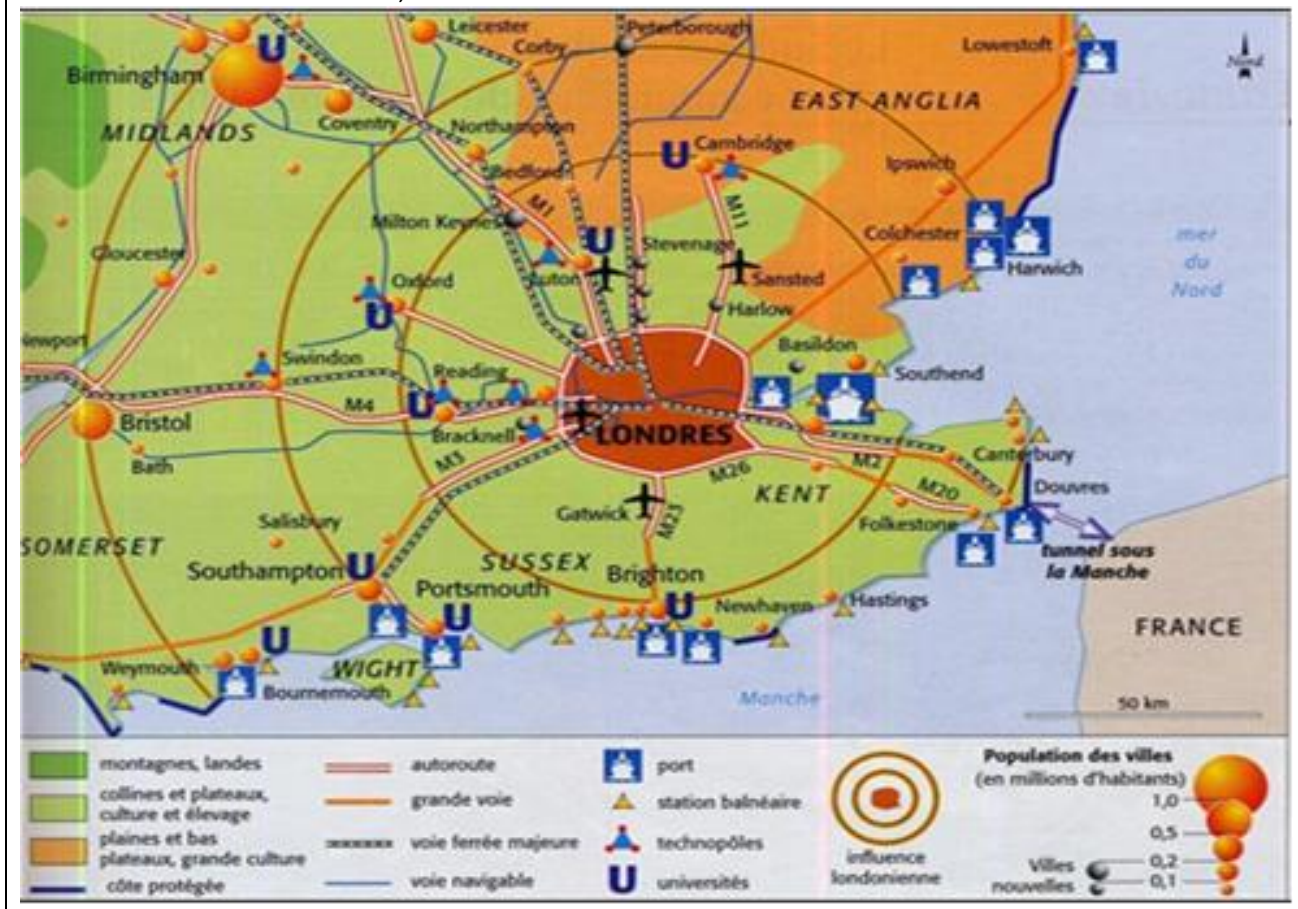 Leicester
Peterborough
Corby
Lowestoft
Nord
Birmingham
EAST ANGLIA
MIDLANDS
Coventry
Northampton
U
Cambridge
Bedford
Ipswich
M1
M11
Milton Keynes
Colchester
mer
du
Nord
Gloucester
Stevenage
Harwich
Oxford
Luton
Sansted
Harlow
Newport
Swindon
Basildon
Southend
Reading
M4
Bristol
Bracknell
LONDRES
Bath
M3
M26
M2
Canterbury
KENT
M20
Douvres
Gatwick
M23
Folkestone
Salisbury
SOMERSET
SUSSEX
tunnel sous
la Manche
Southampton
Portsmouth
Brighton
Newhaven
Hastings
FRANCE
Weymouth
WIGHT
Bournemouth
Manche
50 km
montagnes, landes
collines et plateaux,
culture et élevage
plaines et bas
plateaux, grande culture
côte protégée
autoroute
grande voie
voie ferrée majeure
voie navigable
port
station balnéaire
technopôles
U universités
influence
londonienne
Population des villes
(en millions d'habitants)
1,0
0,5
0,2
0,1
Villes
nouvelles